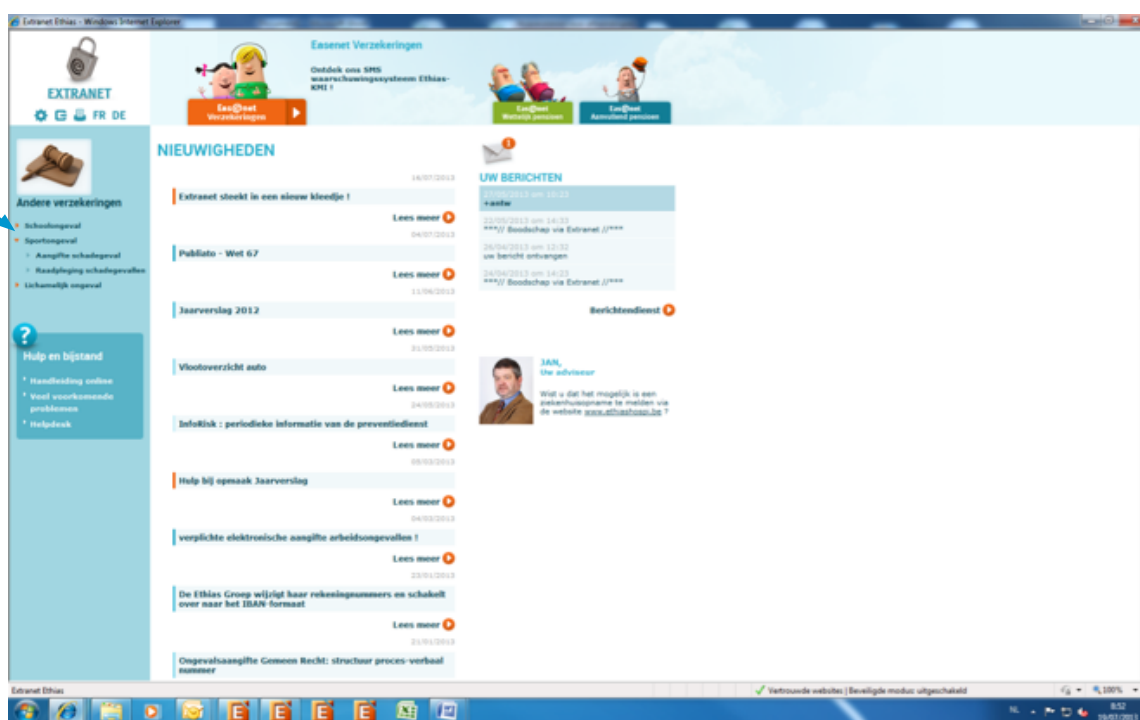 Extranet Ethias - Windows Internet Explorer
EXTRANET
FR DE
Easenet Verzekeringen
Ontdek ons SMS
waarschuwingssysteem Ethias-
KMI !
Eas@net
Verzekeringen
Eas@net
Wettelijk pensioen
Eas@net
Aanvullend pensioen
Andere verzekeringen
Schoolongeval
Sportongeval
Aangifte schadegeval
Raadpleging schadegevallen
Lichamelijk ongeval
?
Hulp en bijstand
Handleiding online
Veel voorkomende
problemen
Helpdesk
NIEUWIGHEDEN
16/07/2013
Extranet steekt in een nieuw kleedje !
Lees meer
04/07/2013
Publiato - Wet 67
Lees meer
11/06/2013
Jaarverslag 2012
Lees meer
31/05/2013
Vlootoverzicht auto
Lees meer
24/05/2013
InfoRisk : periodieke informatie van de preventiedienst
Lees meer
Hulp bij opmaak Jaarverslag
Lees meer
verplichte elektronische aangifte arbeidsongevallen !
Lees meer
De Ethias Groep wijzigt haar rekeningnummers en schakelt
over naar het IBAN-formaat
Lees meer
21/01/2013
Ongevalsaangifte Gemeen Recht: structuur proces-verbaal
nummer
1
UW BERICHTEN
27/05/2013 om 10:23
+antw
22/05/2013 om 14:33
***// Boodschap via Extranet //***
26/04/2013 om 12:32
uw bericht ontvangen
24/04/2013 om 14:23
***// Boodschap via Extranet //***
Berichtendienst
JAN,
Uw adviseur
Wist u dat het mogelijk is een
ziekenhuisopname te melden via
de website www.ethiashospi.be ?
Extranet Ethias
Vertrouwde websites | Beveiligde modus: uitgeschakeld
100%
NL
8:52